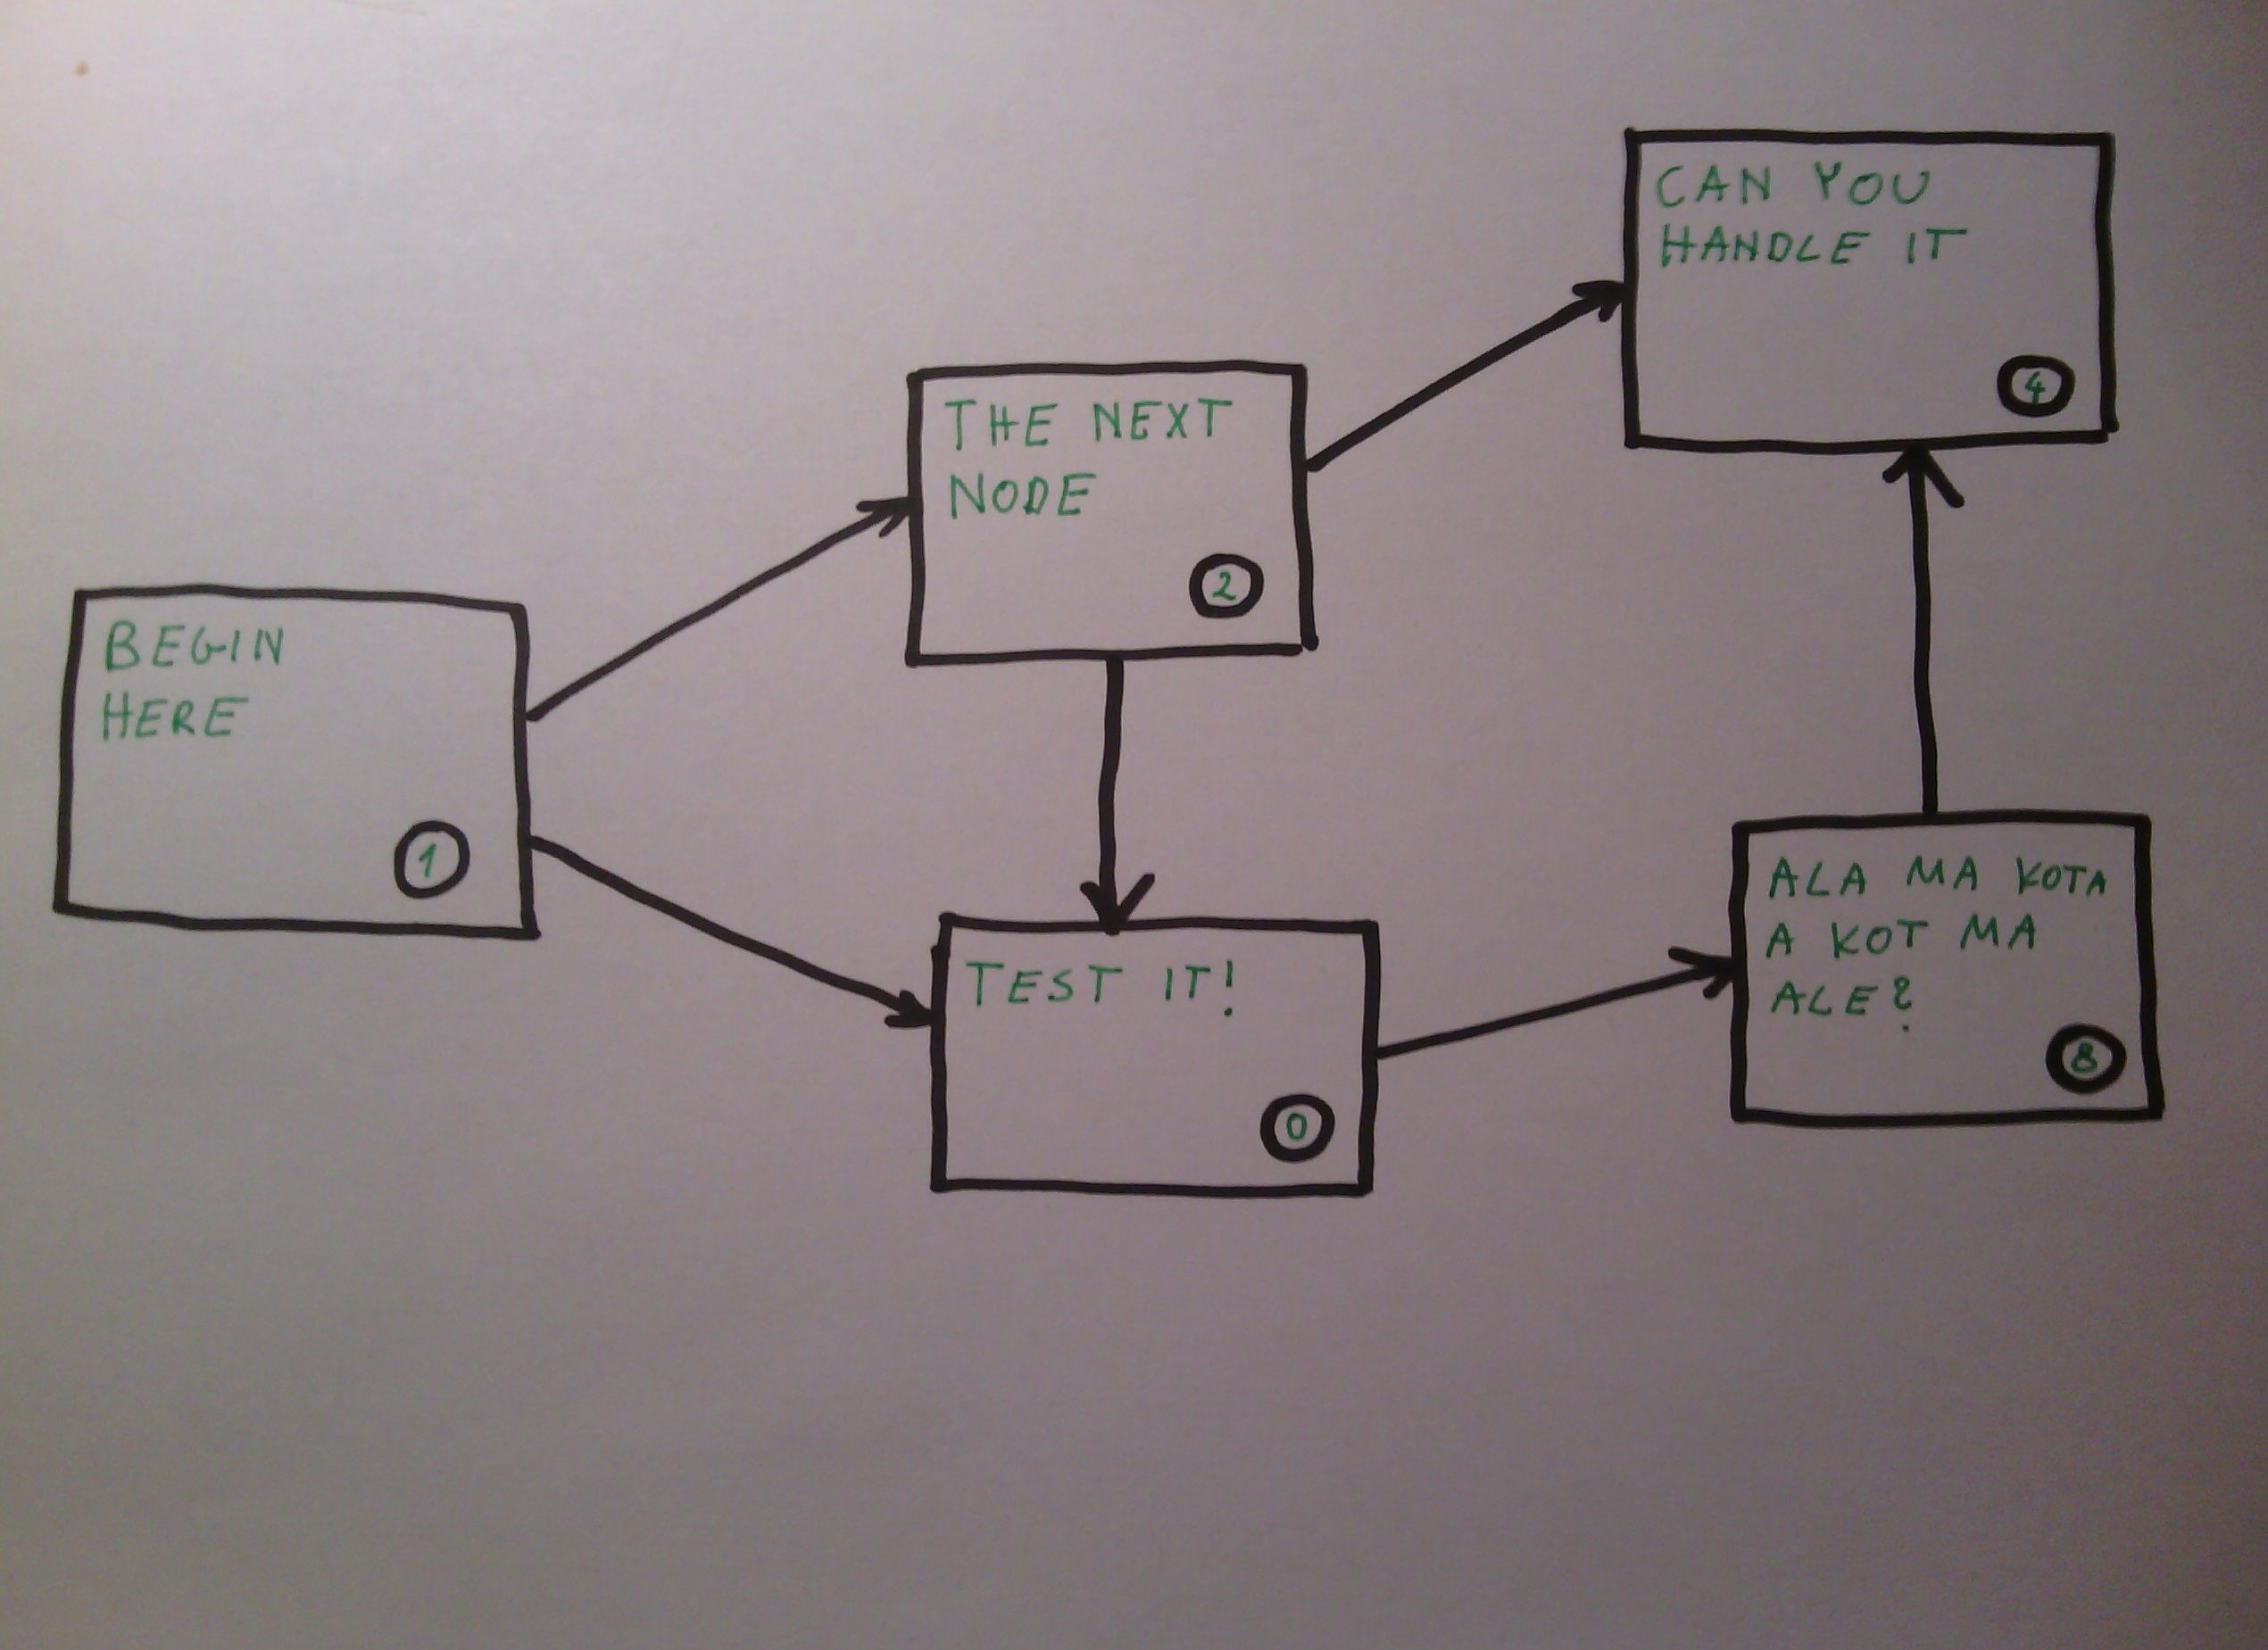 BEGIN
HERE
1
THE NEXT
NODE
2
TEST IT!
0
CAN YOU
HANDLE IT
4
ALA MA KOTA
A KOT MA
ALE?
8